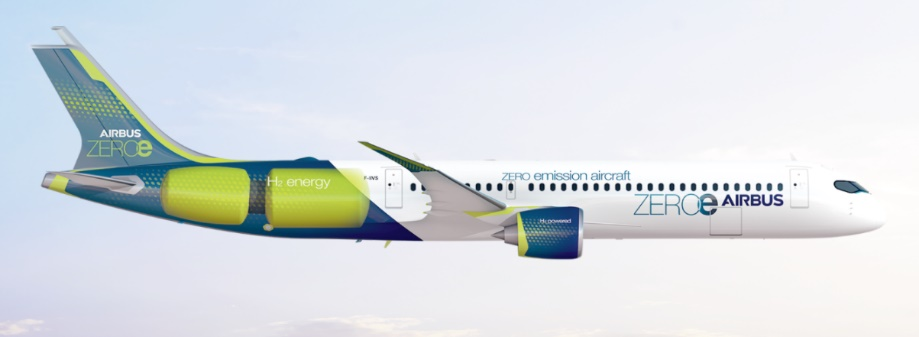 AIRBUS
ZEROe
H₂ energy
ZERO emission aircraft
ZEROe AIRBUS
H₂ powered